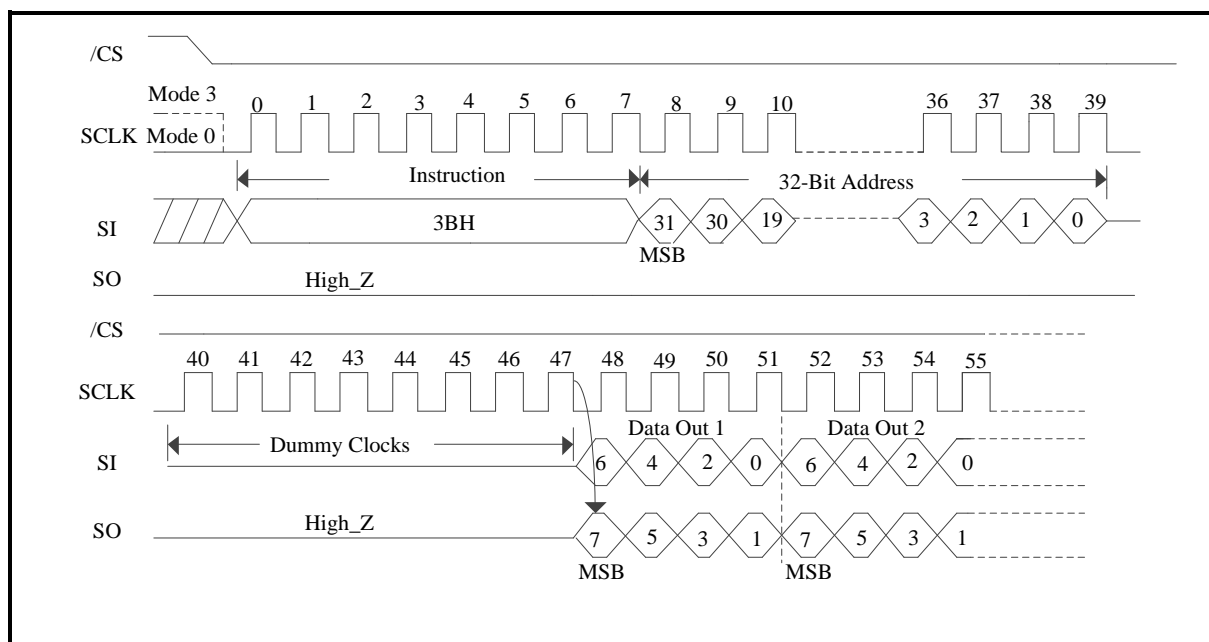 /CS
Mode 3
0 1 2 3 4 5 6 7 8 9 10 36 37 38 39
SCLK Mode 0
Instruction 32-Bit Address
SI 3BH 31 30 19 3 2 1 0
MSB
SO High_Z
/CS
40 41 42 43 44 45 46 47 48 49 50 51 52 53 54 55
SCLK
Dummy Clocks Data Out 1 Data Out 2
SI 6 4 2 0 6 4 2 0
SO High_Z 7 5 3 1 7 5 3 1
MSB MSB